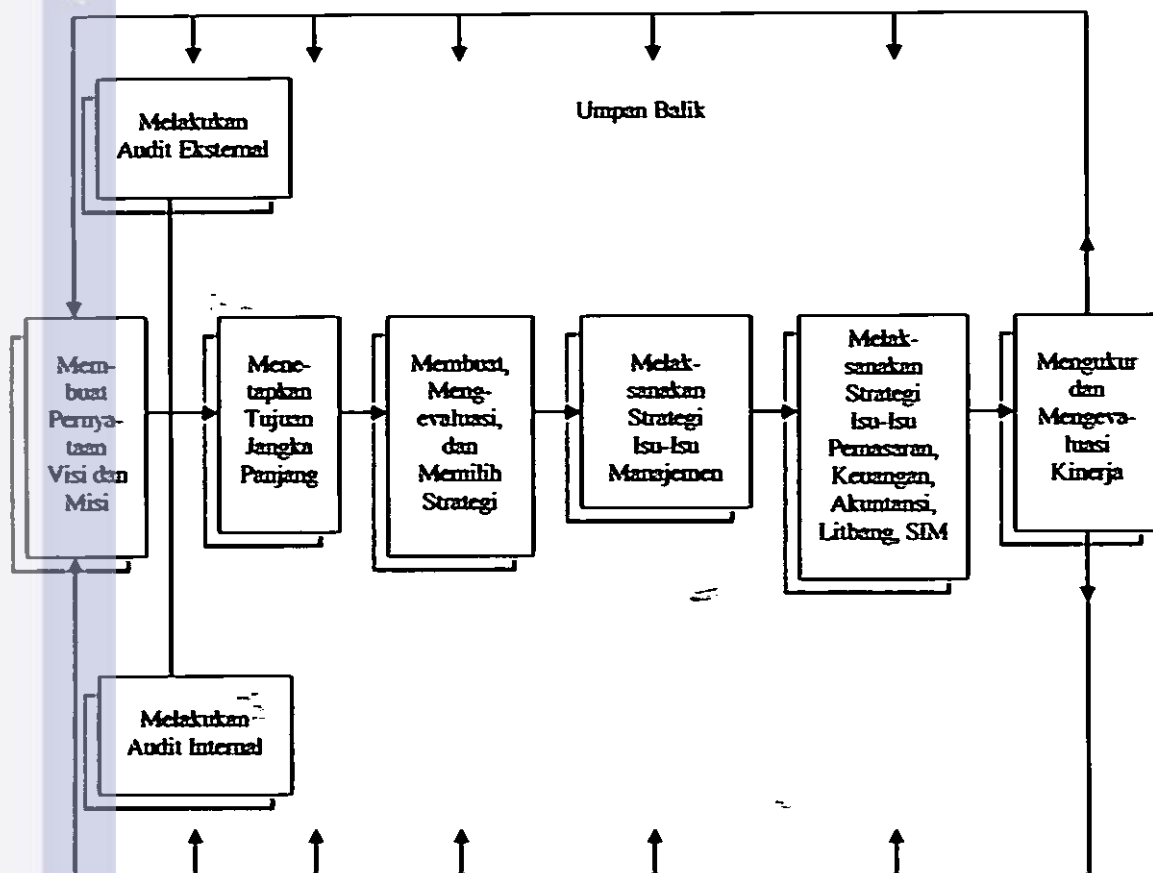 Umpan Balik
Melakukan
Audit Eksternal
Mem-
buat
Pernya-
taan
Visi dan
Misi
Mene-
tapkan
Tujuan
Jangka
Panjang
Membuat,
Meng-
evaluasi,
dan
Memilih
Strategi
Melak-
sanakan
Strategi
Isu-Isu
Manajemen
Melak-
sanakan
Strategi
Isu-Isu
Pemasaran,
Keuangan,
Akuntansi,
Litbang, SIM
Mengukur
dan
Mengeva-
luasi
Kinerja
Melakukan
Audit Internal